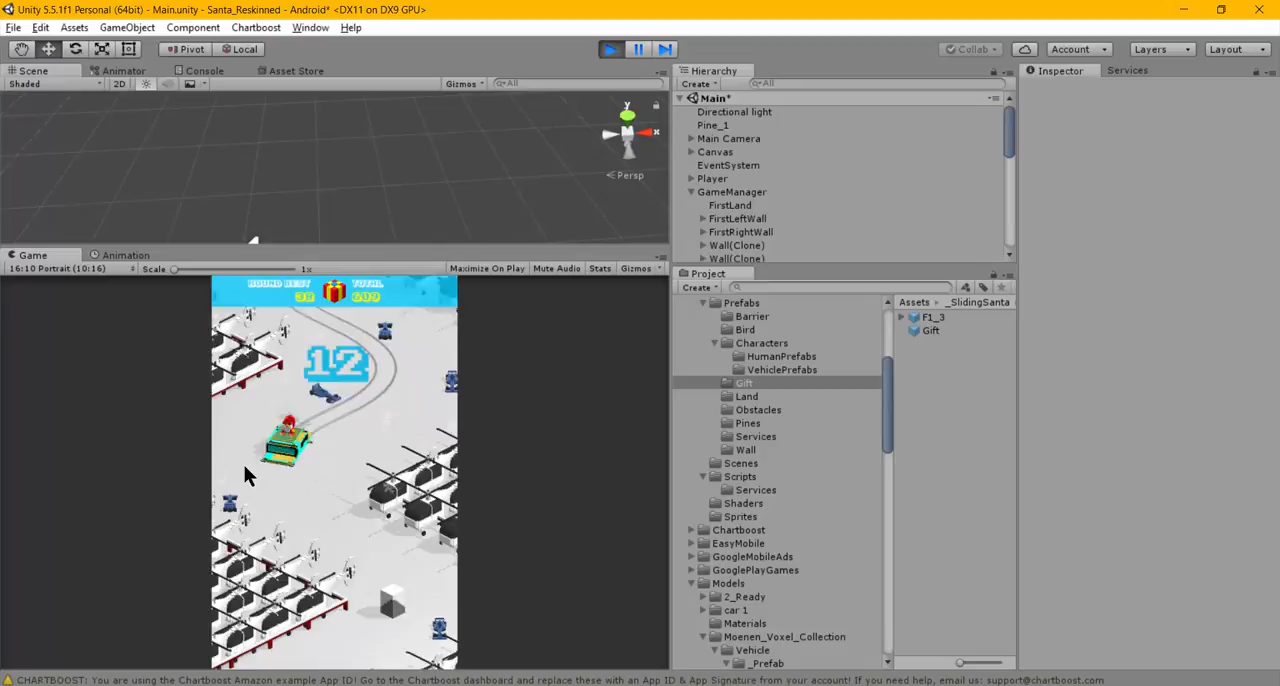 Unity 5.5.1f1 Personal (64bit) - Main.unity - Santa_Reskinned - Android* <DX11 on DX9 GPU>
File Edit Assets GameObject Component Chartboost Window Help
Pivot Local Collab Account Layers Layout
Scene Animator Console Asset Store
Shaded 2D Gizmos All
y
x
Persp
Game Animation
16:10 Portrait (10:16) Scale 1x Maximize On Play Mute Audio Stats Gizmos
ROUND BEST TOTAL
38 609
12
Hierarchy
Create All
Main*
Directional light
Pine_1
Main Camera
Canvas
EventSystem
Player
GameManager
FirstLand
FirstLeftWall
FirstRightWall
Wall(Clone)
Wall(Clone)
Project
Create
Prefabs
Barrier
Bird
Characters
HumanPrefabs
VehiclePrefabs
Gift
Land
Obstacles
Pines
Services
Wall
Scenes
Scripts
Services
Shaders
Sprites
Chartboost
EasyMobile
GoogleMobileAds
GooglePlayGames
Models
2_Ready
car 1
Materials
Moenen_Voxel_Collection
Vehicle
_Prefab
Assets _SlidingSanta
F1_3
Gift
Inspector Services
CHARTBOOST: You are using the Chartboost Amazon example App ID! Go to the Chartboost dashboard and replace these with an App ID & App Signature from your account! If you need help, email us: support@chartboost.com